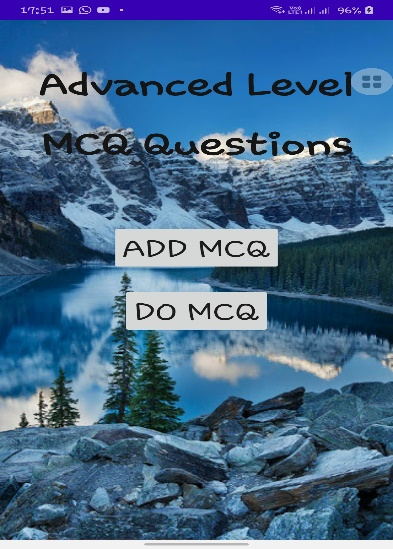 17:51 96%
Advanced Level
MCQ Questions
ADD MCQ
DO MCQ